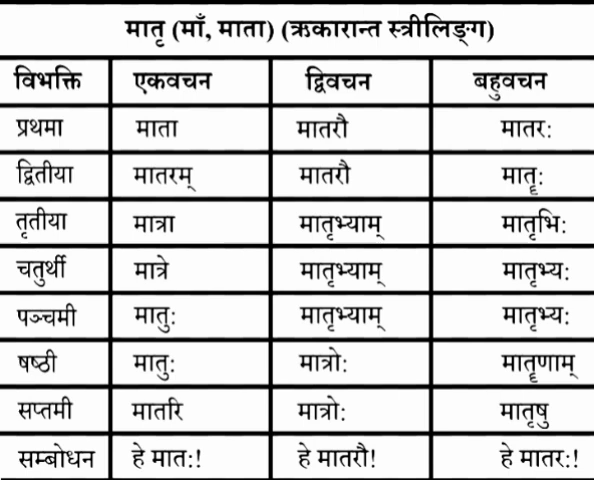 मातृ (माँ, माता) (ऋकारान्त स्त्रीलिङ्ग)
विभक्ति एकवचन द्विवचन बहुवचन
प्रथमा माता मातरौ मातर:
द्वितीया मातरम् मातरौ मातॄ:
तृतीया मात्रा मातृभ्याम् मातृभि:
चतुर्थी मात्रे मातृभ्याम् मातृभ्य:
पञ्चमी मातु: मातृभ्याम् मातृभ्य:
षष्ठी मातु: मात्रो: मातॄणाम्
सप्तमी मातरि मात्रो: मातृषु
सम्बोधन हे मात:! हे मातरौ! हे मातर:!